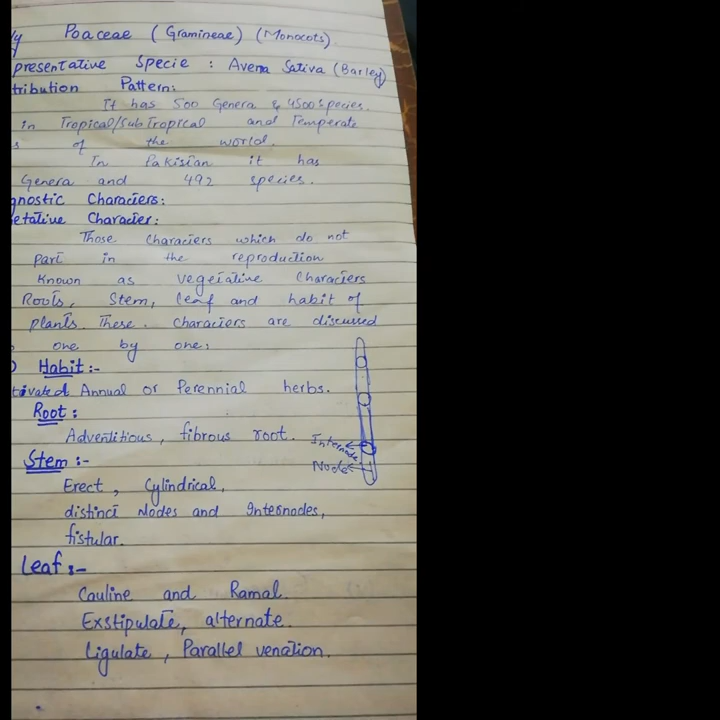 ly Poaceae (Gramineae) (Monocots)
presentative Specie : Avena Sativa (Barley)
tribution Pattern:
It has 500 Genera & 4500 species.
in Tropical/SubTropical and Temperate
s of the world.
In Pakistan it has
Genera and 492 species.
gnostic Characters:
etative Character:
Those characters which do not
part in the reproduction
Known as vegetative characters
Roots, Stem, leaf and habit of
plants. These. characters are discussed
one by one:
) Habit:-
tivated Annual or Perennial herbs.
Root:
Adventitious, fibrous root.
Internode
Node
Stem:-
Erect, Cylindrical,
distinct Nodes and Internodes,
fistular.
Leaf:-
Cauline and Ramal.
Exstipulate, alternate.
Ligulate, Parallel venation.